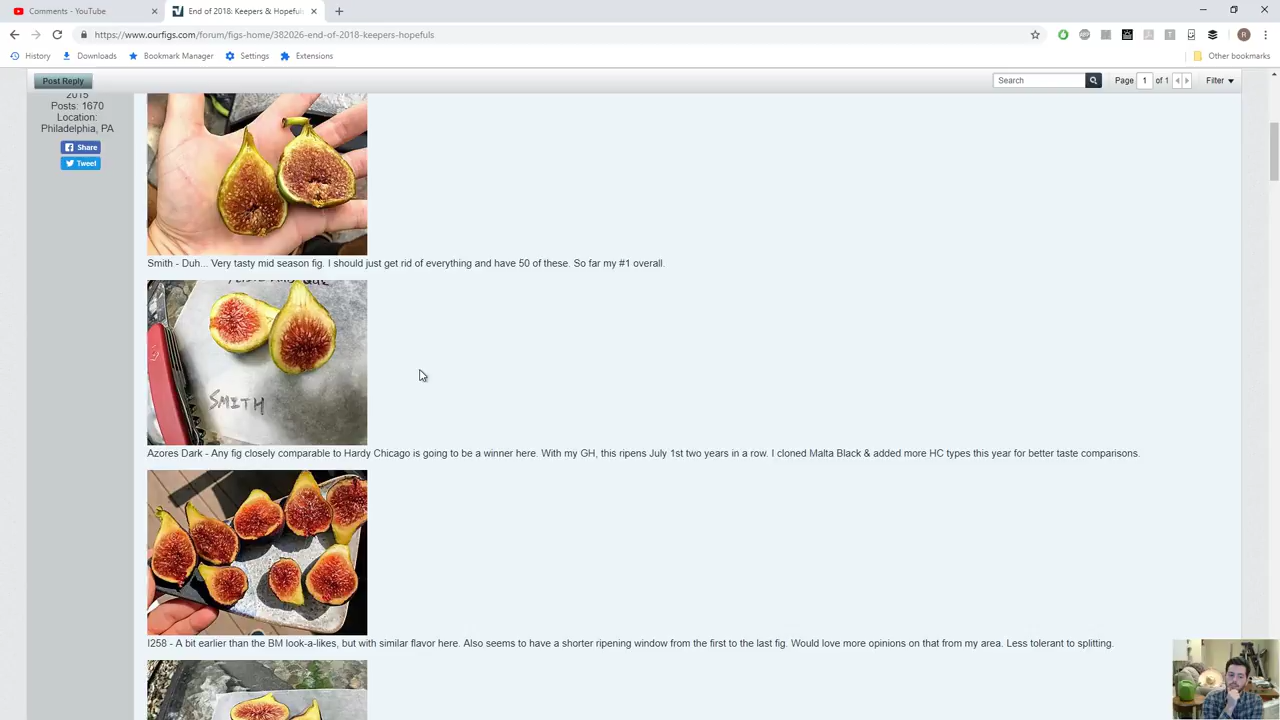 Comments - YouTube
End of 2018: Keepers & Hopefuls
https://www.ourfigs.com/forum/figs-home/382026-end-of-2018-keepers-hopefuls
History
Downloads
Bookmark Manager
Settings
Extensions
Other bookmarks
Post Reply
Search
Page 1 of 1
Filter
2015
Posts: 1670
Location:
Philadelphia, PA
Share
Tweet
Smith - Duh... Very tasty mid season fig. I should just get rid of everything and have 50 of these. So far my #1 overall.
SMITH
Azores Dark - Any fig closely comparable to Hardy Chicago is going to be a winner here. With my GH, this ripens July 1st two years in a row. I cloned Malta Black & added more HC types this year for better taste comparisons.
I258 - A bit earlier than the BM look-a-likes, but with similar flavor here. Also seems to have a shorter ripening window from the first to the last fig. Would love more opinions on that from my area. Less tolerant to splitting.